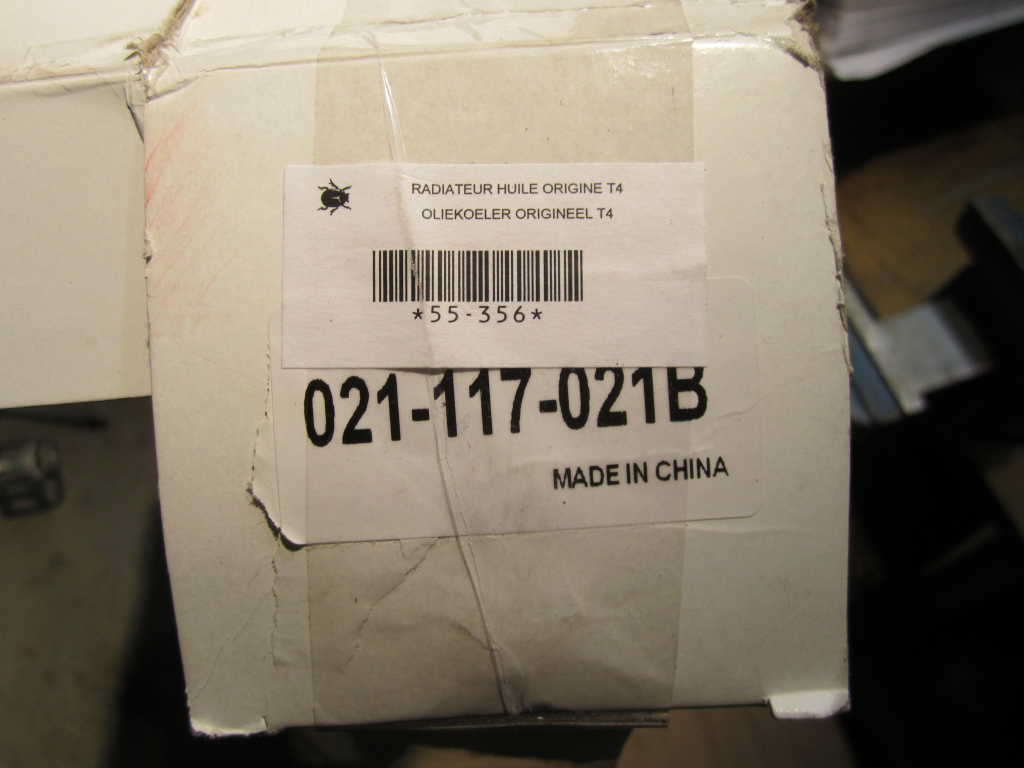 RADIATEUR HUILE ORIGINE T4
OLIEKOELER ORIGINEEL T4
*55-356*
021-117-021B
MADE IN CHINA